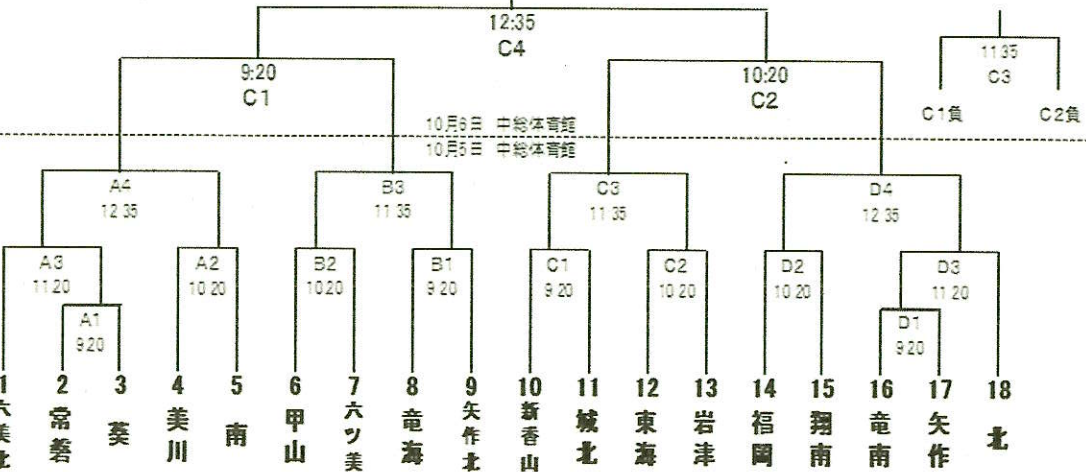 12:35
C4
11 35
C3
C1負
C2負
9:20
C1
10:20
C2
10月6日 中総体育館
10月5日 中総体育館
A4
12 35
B3
11 35
C3
11 35
D4
12 35
A3
11 20
A2
10 20
B2
10 20
B1
9 20
C1
9 20
C2
10 20
D2
10 20
D3
11 20
A1
9 20
D1
9 20
1 2 3 4 5 6 7 8 9 10 11 12 13 14 15 16 17 18
六美北
常磐
葵
美川
南
甲山
六ツ美
竜海
矢作北
新香山
城北
東海
岩津
福岡
翔南
竜南
矢作
北